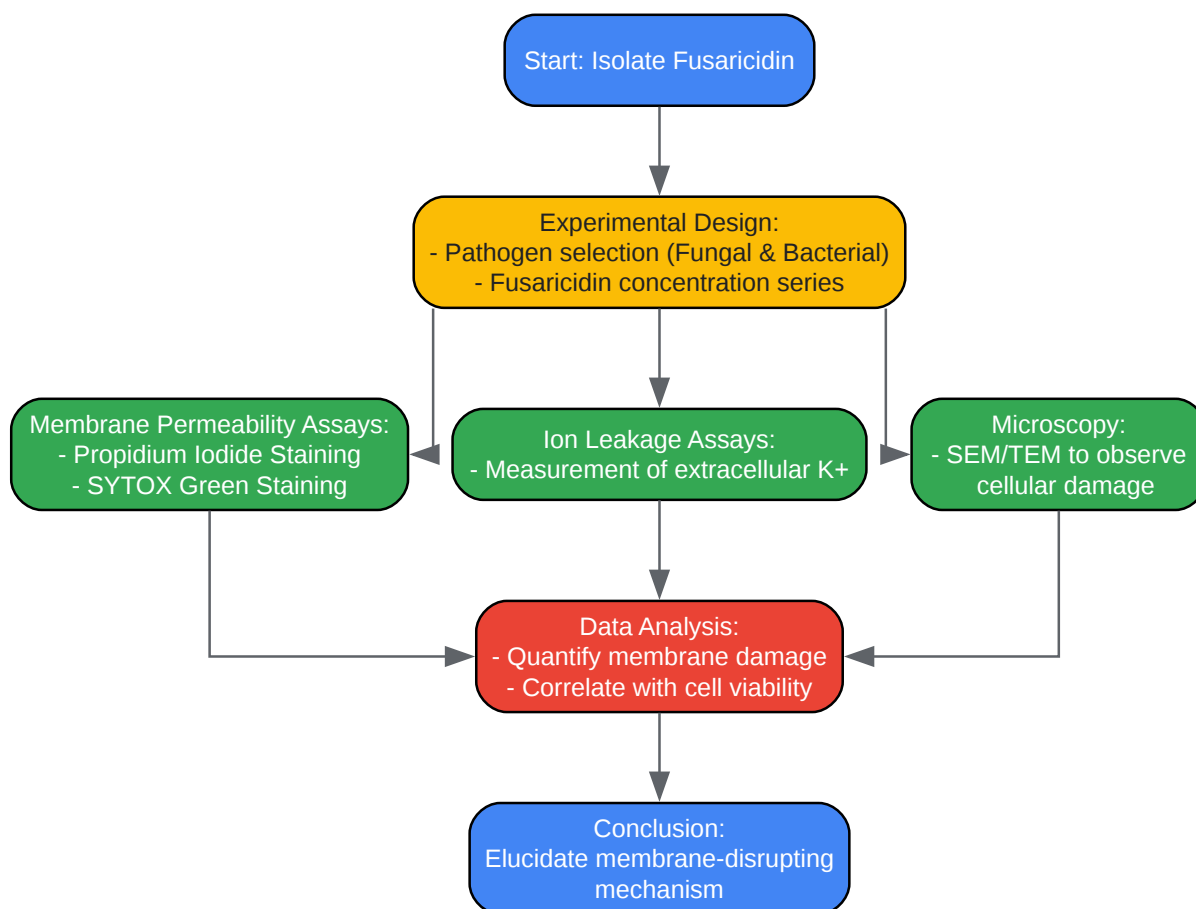 Start: Isolate Fusaricidin
Experimental Design:
- Pathogen selection (Fungal & Bacterial)
- Fusaricidin concentration series
Membrane Permeability Assays:
- Propidium Iodide Staining
- SYTOX Green Staining
Ion Leakage Assays:
- Measurement of extracellular K+
Microscopy:
- SEM/TEM to observe
cellular damage
Data Analysis:
- Quantify membrane damage
- Correlate with cell viability
Conclusion:
Elucidate membrane-disrupting
mechanism